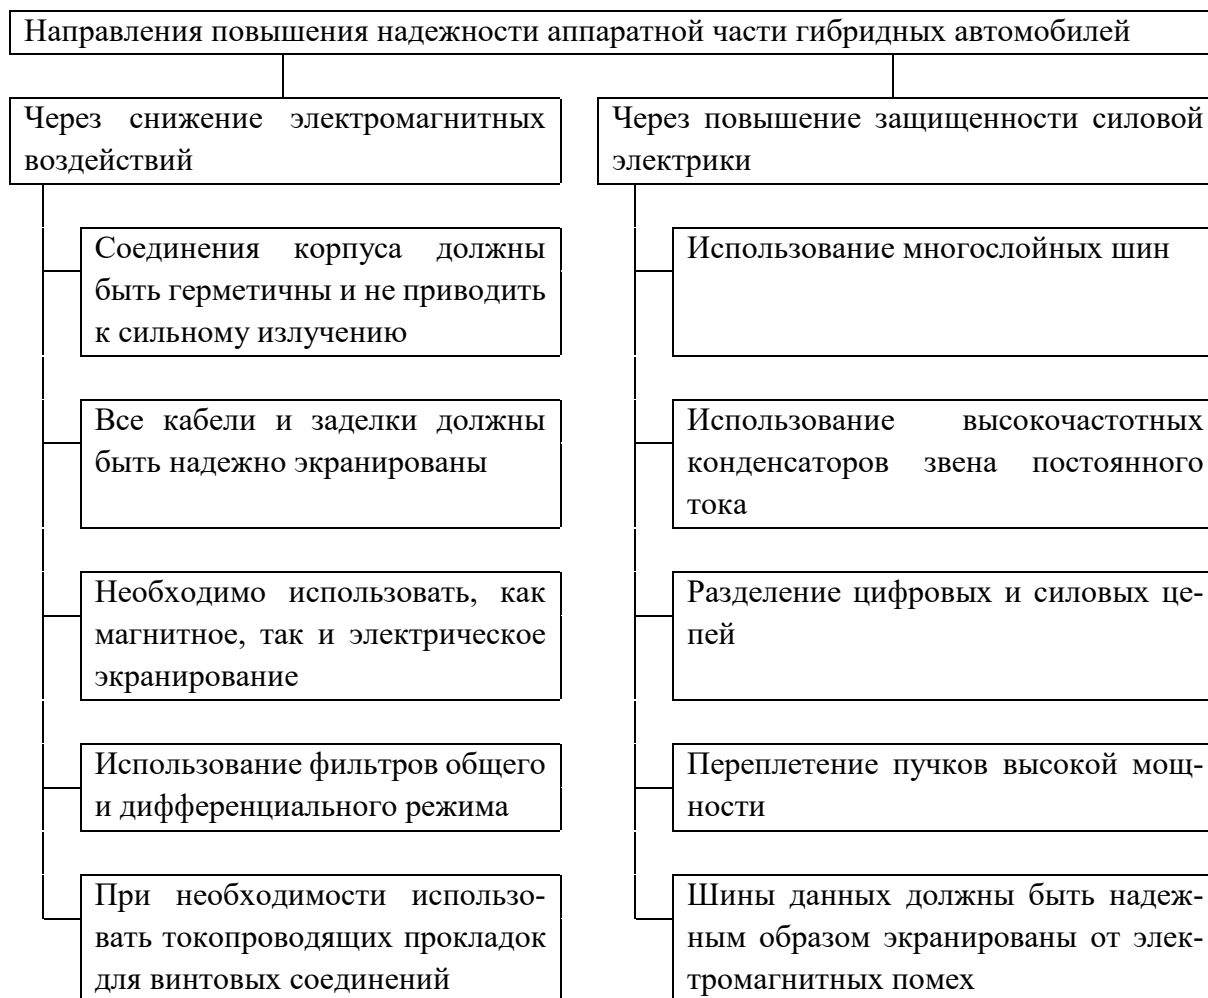 Направления повышения надежности аппаратной части гибридных автомобилей
Через снижение электромагнитных
воздействий
Соединения корпуса должны
быть герметичны и не приводить
к сильному излучению
Все кабели и заделки должны
быть надежно экранированы
Необходимо использовать, как
магнитное, так и электрическое
экранирование
Использование фильтров общего
и дифференциального режима
При необходимости использо-
вать токопроводящих прокладок
для винтовых соединений
Через повышение защищенности силовой
электрики
Использование многослойных шин
Использование высокочастотных
конденсаторов звена постоянного
тока
Разделение цифровых и силовых це-
пей
Переплетение пучков высокой мощ-
ности
Шины данных должны быть надеж-
ным образом экранированы от элек-
тромагнитных помех